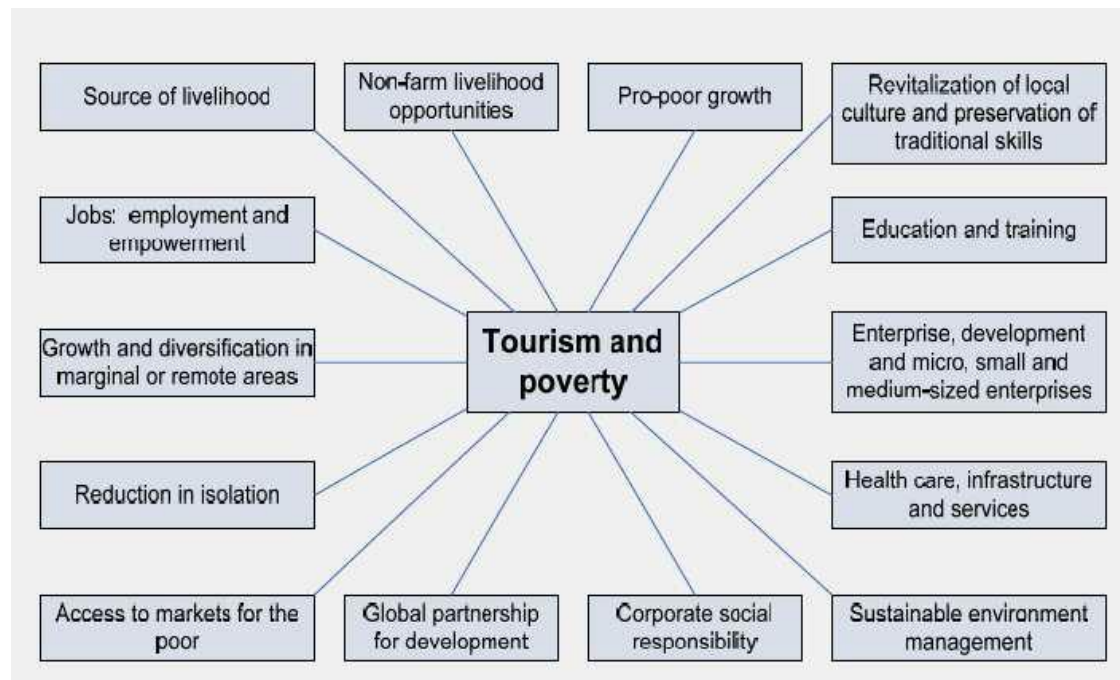 Source of livelihood
Non-farm livelihood
opportunities
Pro-poor growth
Revitalization of local
culture and preservation of
traditional skills
Jobs: employment and
empowerment
Education and training
Tourism and
poverty
Growth and diversification in
marginal or remote areas
Enterprise, development
and micro, small and
medium-sized enterprises
Reduction in isolation
Health care, infrastructure
and services
Access to markets for the
poor
Global partnership
for development
Corporate social
responsibility
Sustainable environment
management